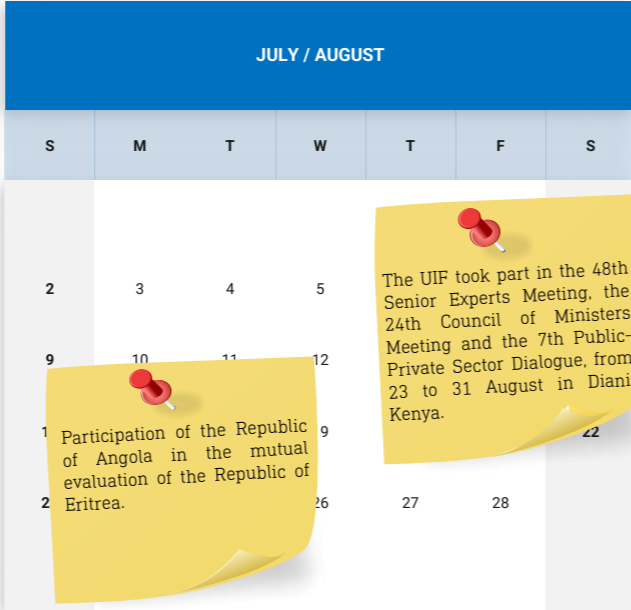 JULY / AUGUST
S M T W T F S
2 3 4 5
The UIF took part in the 48th
Senior Experts Meeting, the
24th Council of Ministers
Meeting and the 7th Public-
Private Sector Dialogue, from
23 to 31 August in Diani
Kenya.
9 10 11 12
Participation of the Republic
of Angola in the mutual
evaluation of the Republic of
Eritrea.
22
26 27 28